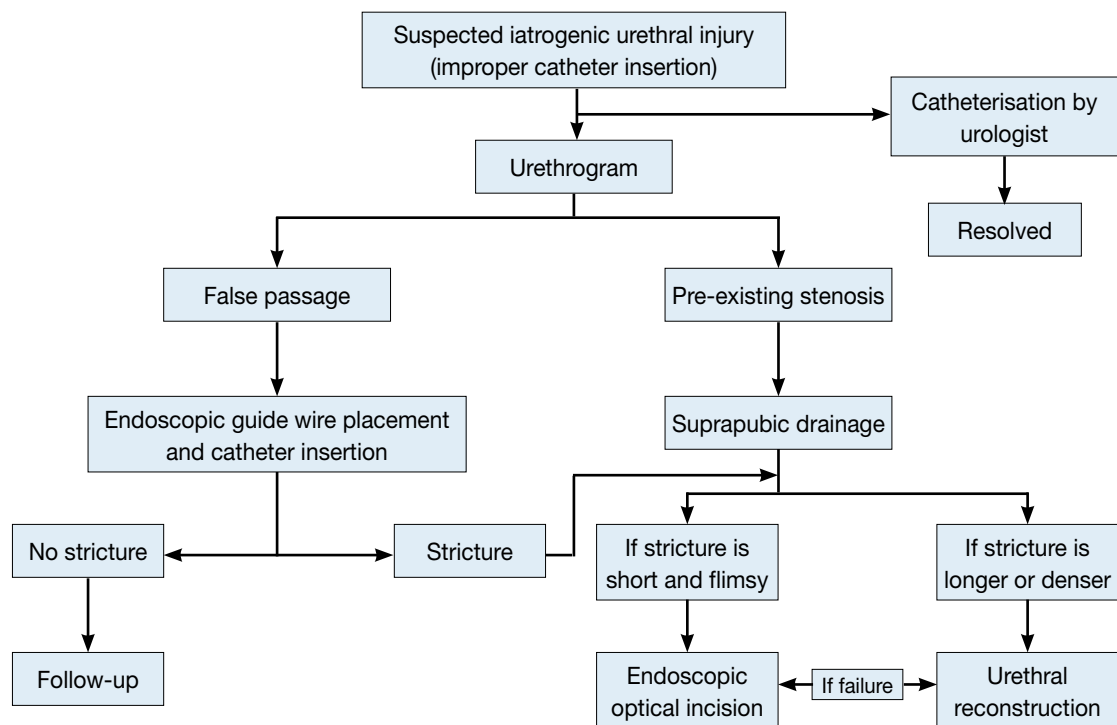 Suspected iatrogenic urethral injury
(improper catheter insertion)
Catheterisation by
urologist
Urethrogram
Resolved
False passage
Pre-existing stenosis
Endoscopic guide wire placement
and catheter insertion
Suprapubic drainage
No stricture
Stricture
If stricture is
short and flimsy
If stricture is
longer or denser
Follow-up
Endoscopic
optical incision
If failure
Urethral
reconstruction